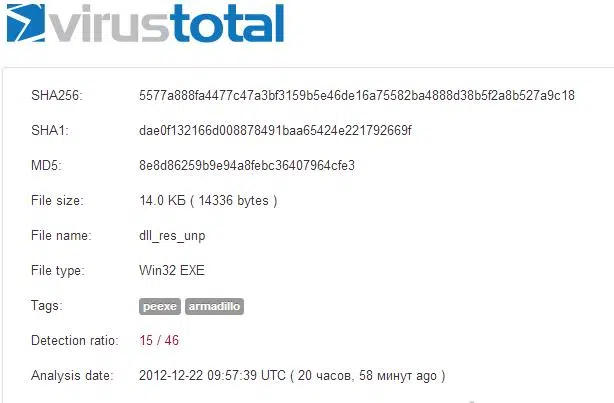 virustotal
SHA256: 5577a888fa4477c47a3bf3159b5e46de16a75582ba4888d38b5f2a8b527a9c18
SHA1: dae0f132166d008878491baa65424e221792669f
MD5: 8e8d86259b9e94a8febc36407964cfe3
File size: 14.0 КБ ( 14336 bytes )
File name: dll_res_unp
File type: Win32 EXE
Tags: peexe armadillo
Detection ratio: 15 / 46
Analysis date: 2012-12-22 09:57:39 UTC ( 20 часов, 58 минут ago )